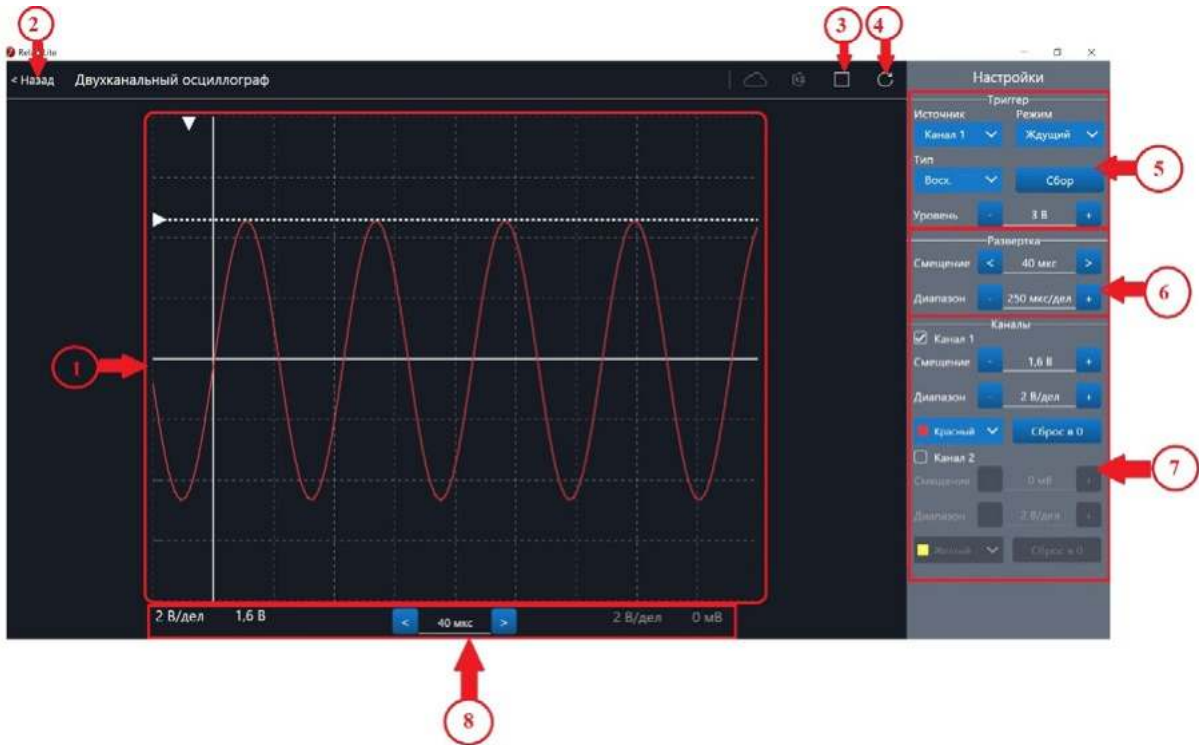 2
3
4
< Назад
Двухканальный осциллограф
Настройки
Триггер
Источник Режим
Канал 1 Ждущий
Тип
Восх. Сбор
Уровень - 3 В +
5
Развертка
Смещение < 40 мкс >
Диапазон - 250 мкс/дел +
6
Каналы
Канал 1
Смещение - 1,6 В +
Диапазон - 2 В/дел +
Красный Сброс в 0
Канал 2
Смещение 0 мВ
Диапазон 2 В/дел
Желтый Сброс в 0
7
1
2 В/дел 1,6 В < 40 мкс > 2 В/дел 0 мВ
8